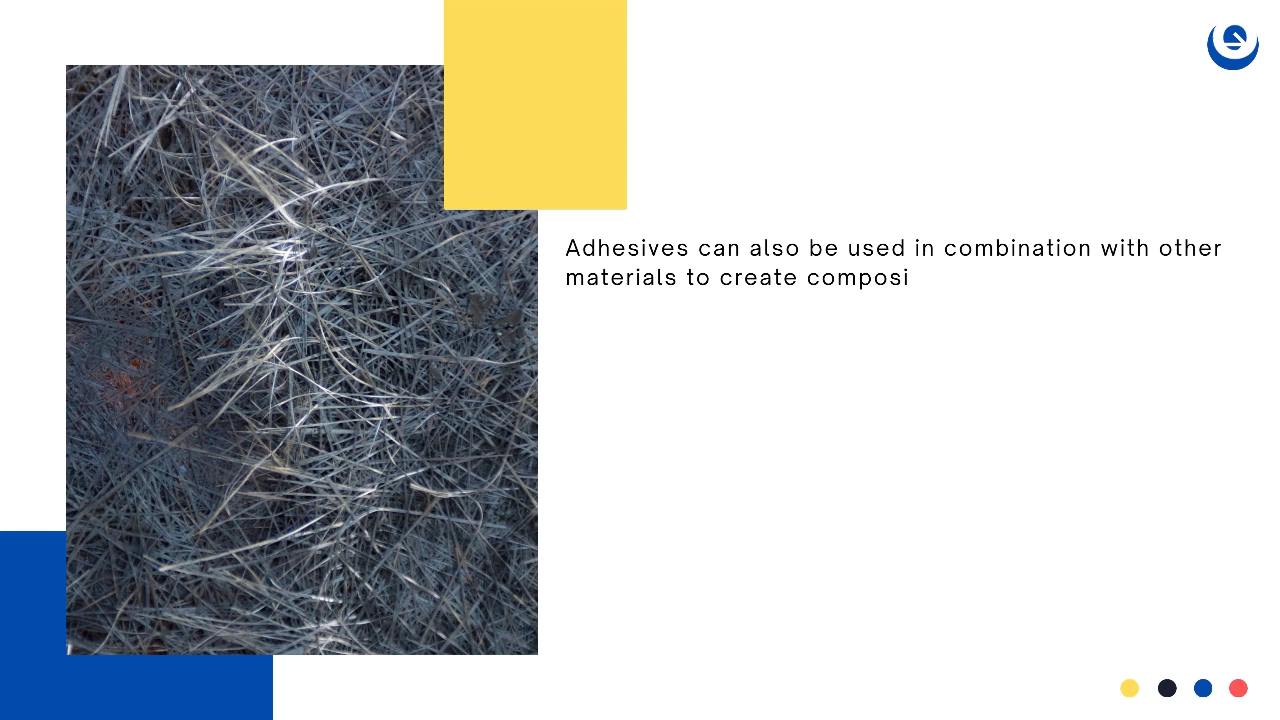 Adhesives can also be used in combination with other
materials to create composi